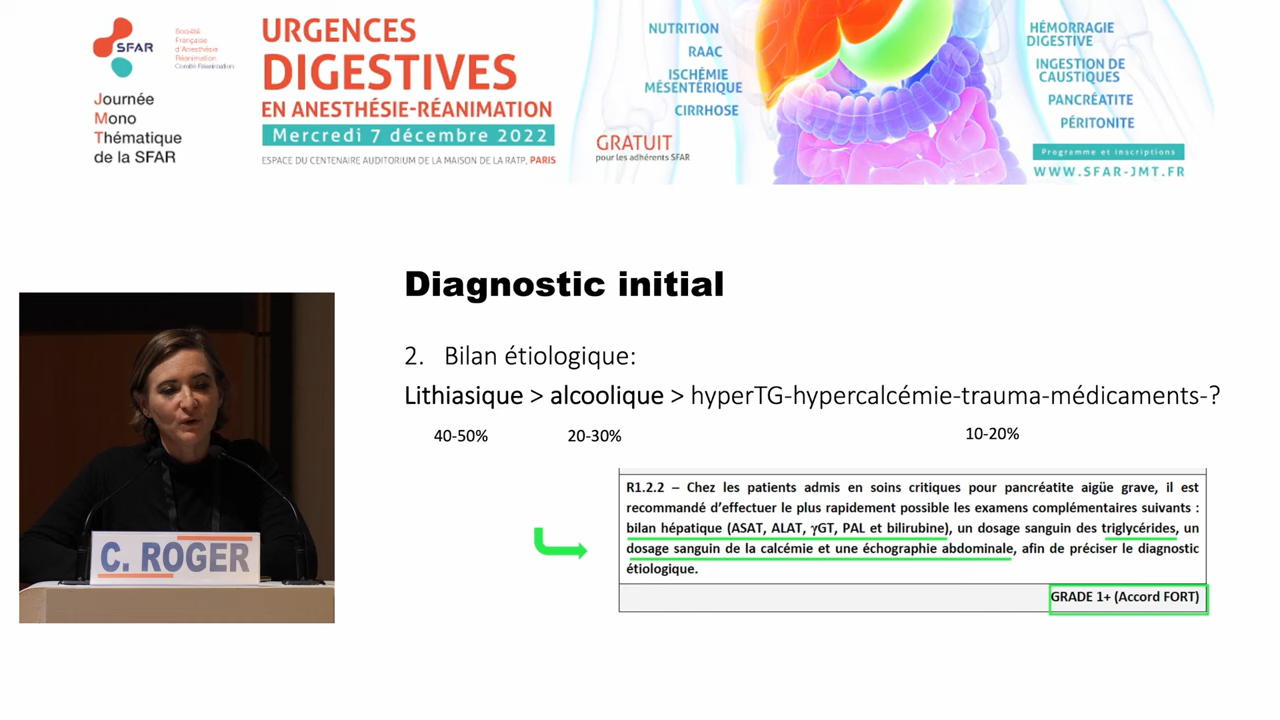 SFAR
Société
Française
d'Anesthésie
Réanimation
Comité Réanimation
Journée
Mono
Thématique
de la SFAR
URGENCES
DIGESTIVES
EN ANESTHÉSIE-RÉANIMATION
Mercredi 7 décembre 2022
ESPACE DU CENTENAIRE AUDITORIUM DE LA MAISON DE LA RATP, PARIS
NUTRITION
RAAC
ISCHÉMIE
MÉSENTÉRIQUE
CIRRHOSE
GRATUIT
pour les adhérents SFAR
HÉMORRAGIE
DIGESTIVE
INGESTION DE
CAUSTIQUES
PANCRÉATITE
PÉRITONITE
Programme et inscriptions
WWW.SFAR-JMT.FR
Diagnostic initial
2. Bilan étiologique:
Lithiasique > alcoolique > hyperTG-hypercalcémie-trauma-médicaments-?
40-50% 20-30% 10-20%
R1.2.2 – Chez les patients admis en soins critiques pour pancréatite aigüe grave, il est
recommandé d'effectuer le plus rapidement possible les examens complémentaires suivants :
bilan hépatique (ASAT, ALAT, γGT, PAL et bilirubine), un dosage sanguin des triglycérides, un
dosage sanguin de la calcémie et une échographie abdominale, afin de préciser le diagnostic
étiologique.
GRADE 1+ (Accord FORT)
C. ROGER